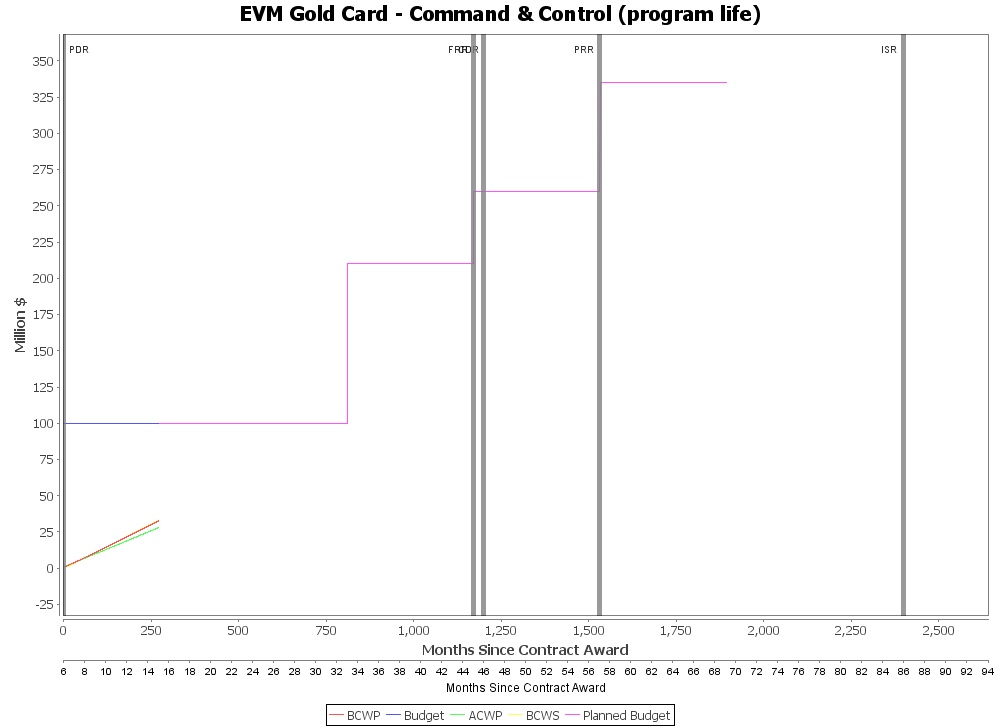 EVM Gold Card - Command & Control (program life)
PDR FRR CDR PRR ISR
350
325
300
275
250
225
200
175
150
125
100
75
50
25
0
-25
Million $
0 250 500 750 1,000 1,250 1,500 1,750 2,000 2,250 2,500
Months Since Contract Award
6 8 10 12 14 16 18 20 22 24 26 28 30 32 34 36 38 40 42 44 46 48 50 52 54 56 58 60 62 64 66 68 70 72 74 76 78 80 82 84 86 88 90 92 94
Months Since Contract Award
BCWP Budget ACWP BCWS Planned Budget